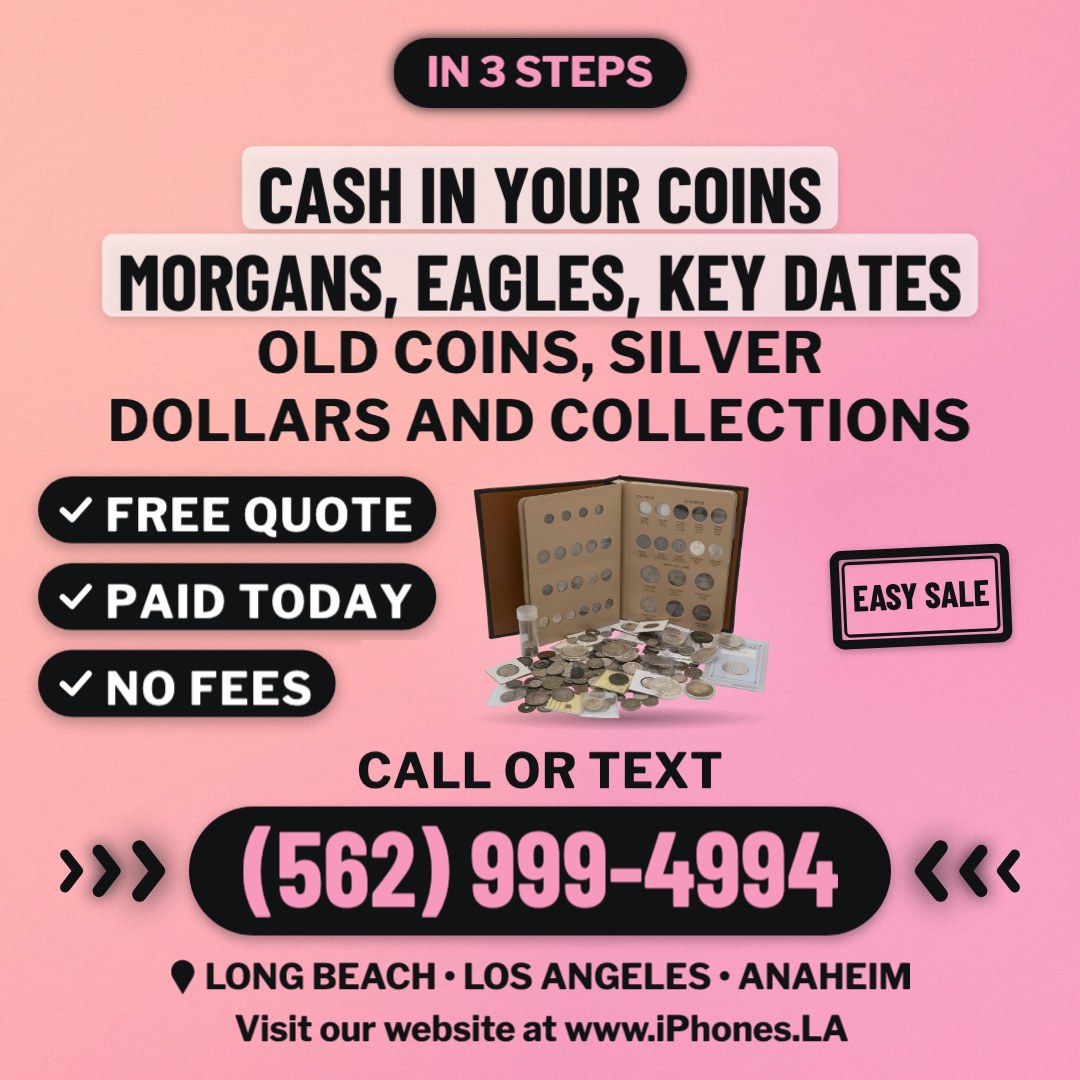 IN 3 STEPS
CASH IN YOUR COINS
MORGANS, EAGLES, KEY DATES
OLD COINS, SILVER
DOLLARS AND COLLECTIONS
FREE QUOTE
PAID TODAY
NO FEES
EASY SALE
CALL OR TEXT
(562) 999-4994
LONG BEACH • LOS ANGELES • ANAHEIM
Visit our website at www.iPhones.LA